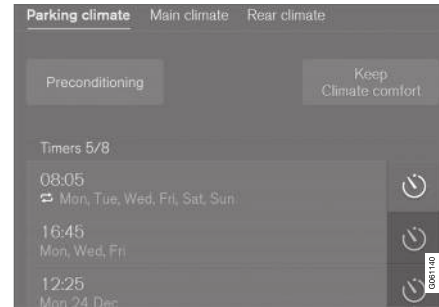 Parking climate Main climate Rear climate
Preconditioning
Keep
Climate comfort
Timers 5/8
08:05
Mon, Tue, Wed, Fri, Sat, Sun
16:45
Mon, Wed, Fri
12:25
Mon 24 Dec
G061140